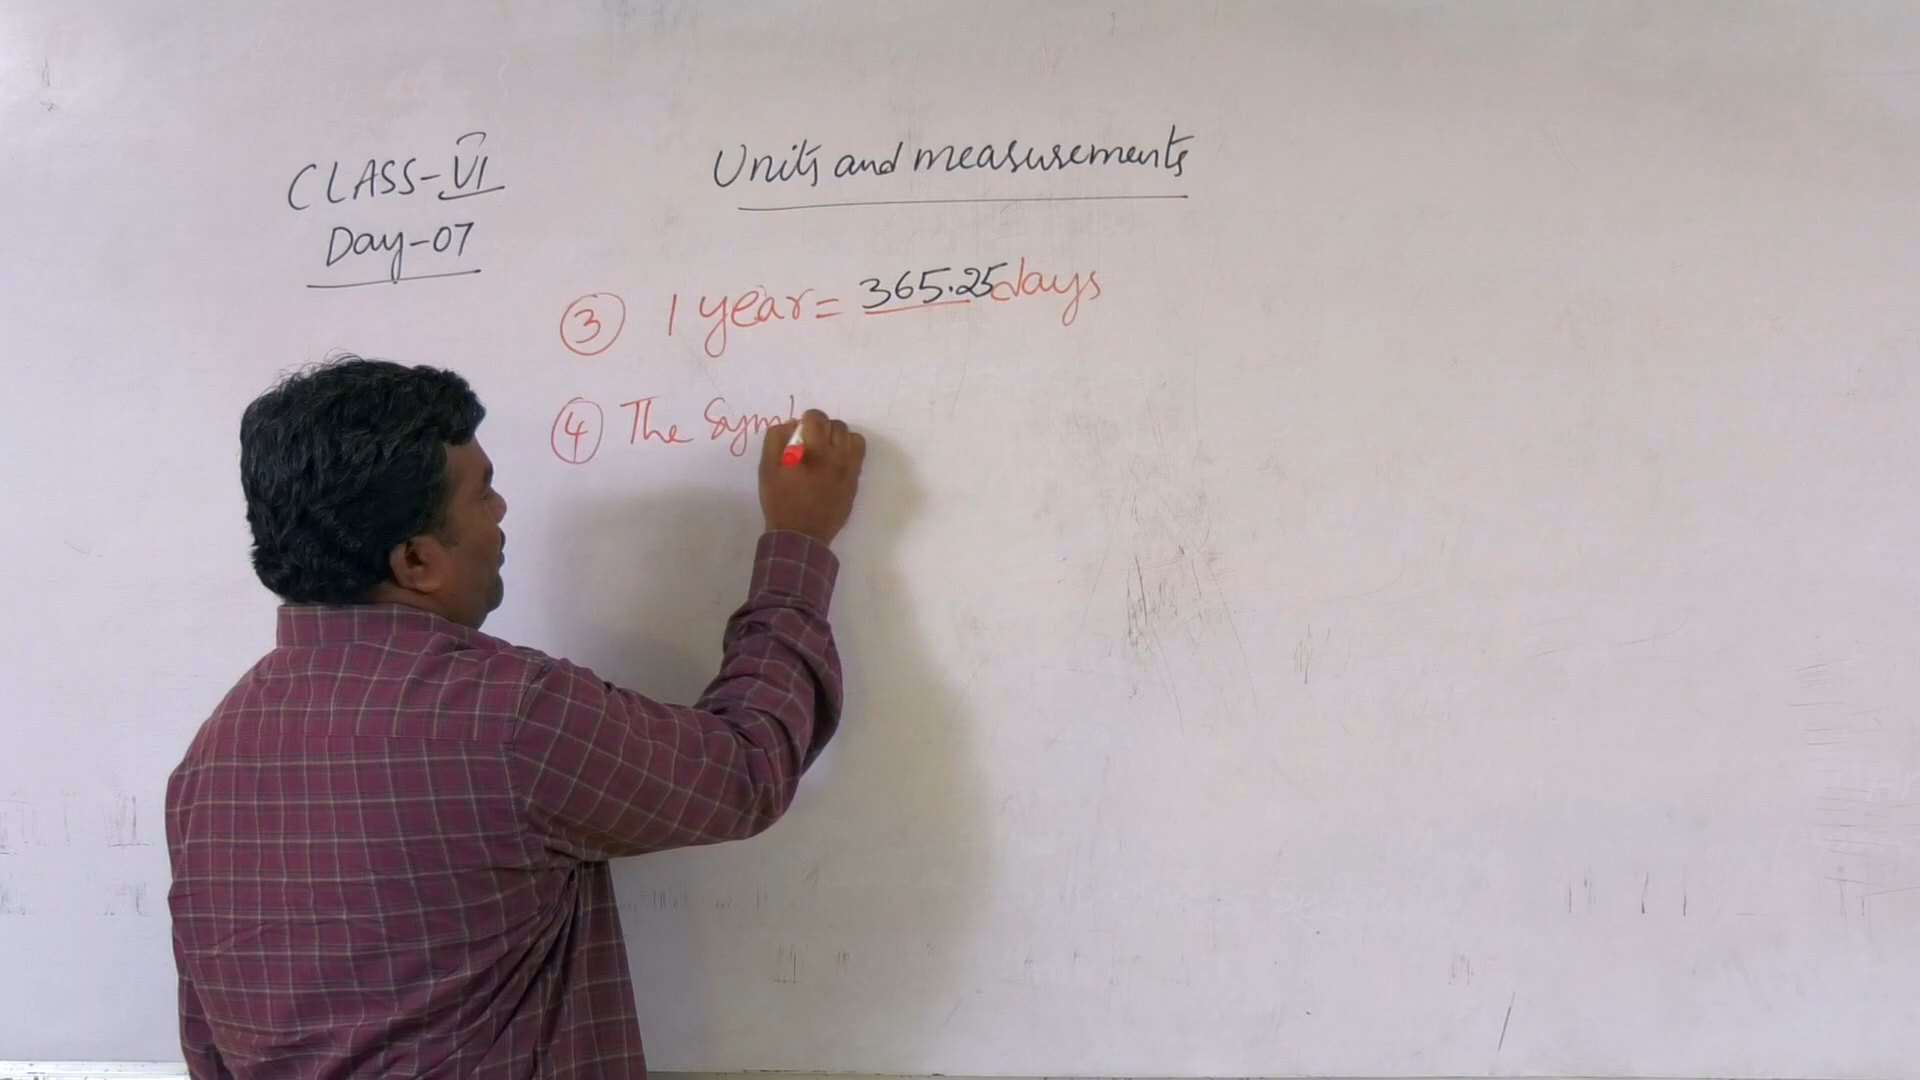 CLASS-VI
Day-07
Units and measurements
③ 1 year = 365.25 days
④ The Symb